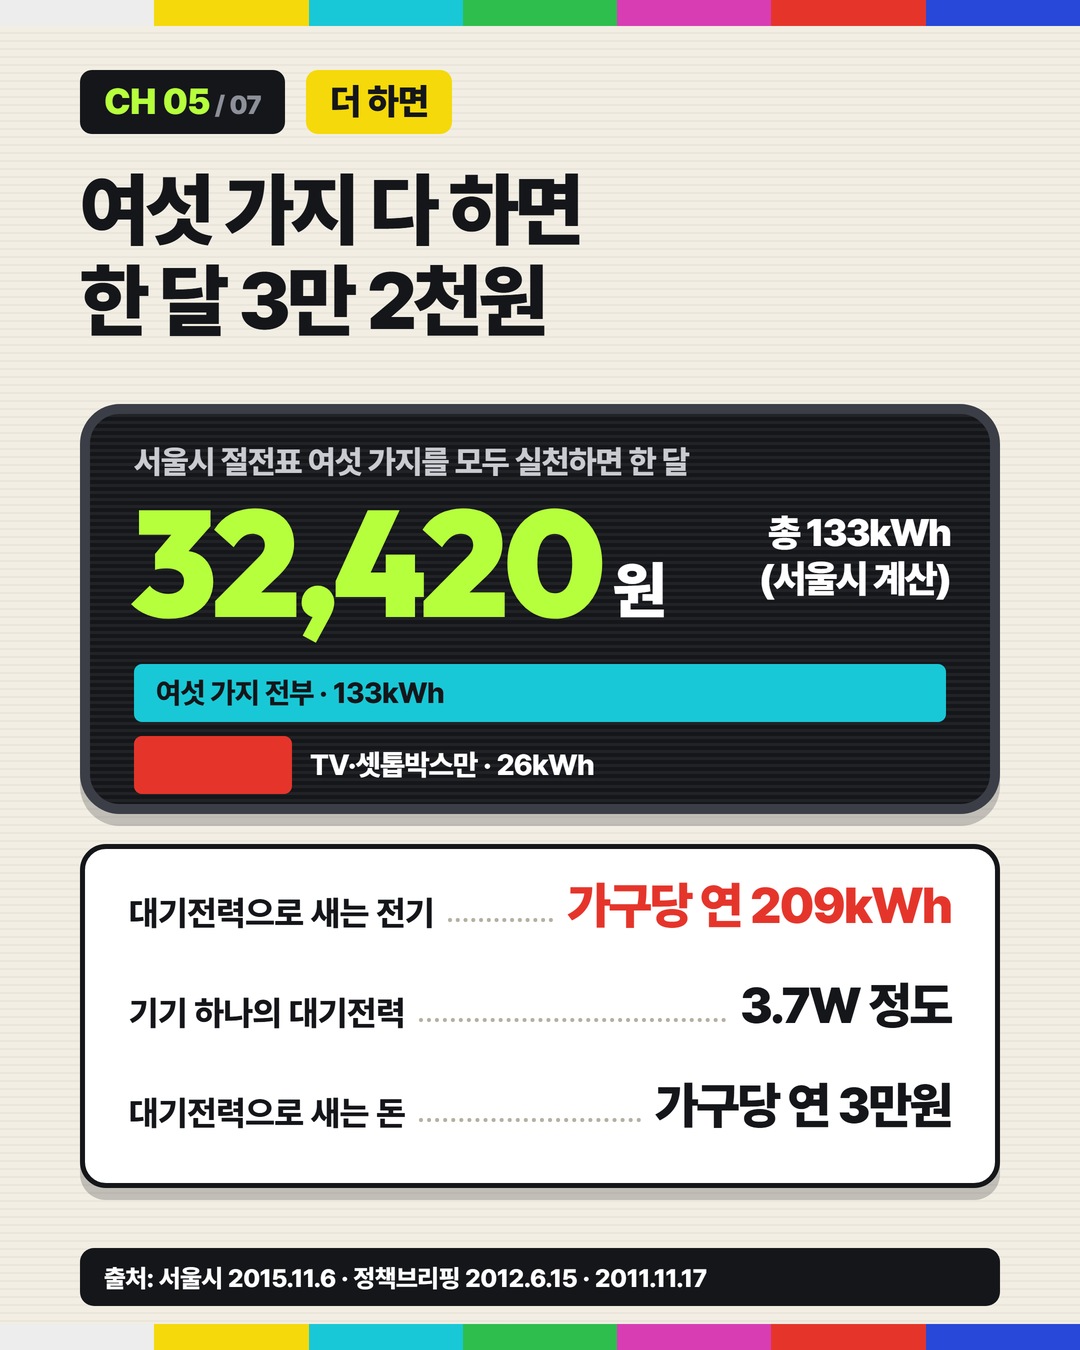 CH 05 / 07
더 하면
여섯 가지 다 하면
한 달 3만 2천원
서울시 절전표 여섯 가지를 모두 실천하면 한 달
32,420원
총 133kWh
(서울시 계산)
여섯 가지 전부 · 133kWh
TV·셋톱박스만 · 26kWh
대기전력으로 새는 전기 가구당 연 209kWh
기기 하나의 대기전력 3.7W 정도
대기전력으로 새는 돈 가구당 연 3만원
출처: 서울시 2015.11.6 · 정책브리핑 2012.6.15 · 2011.11.17